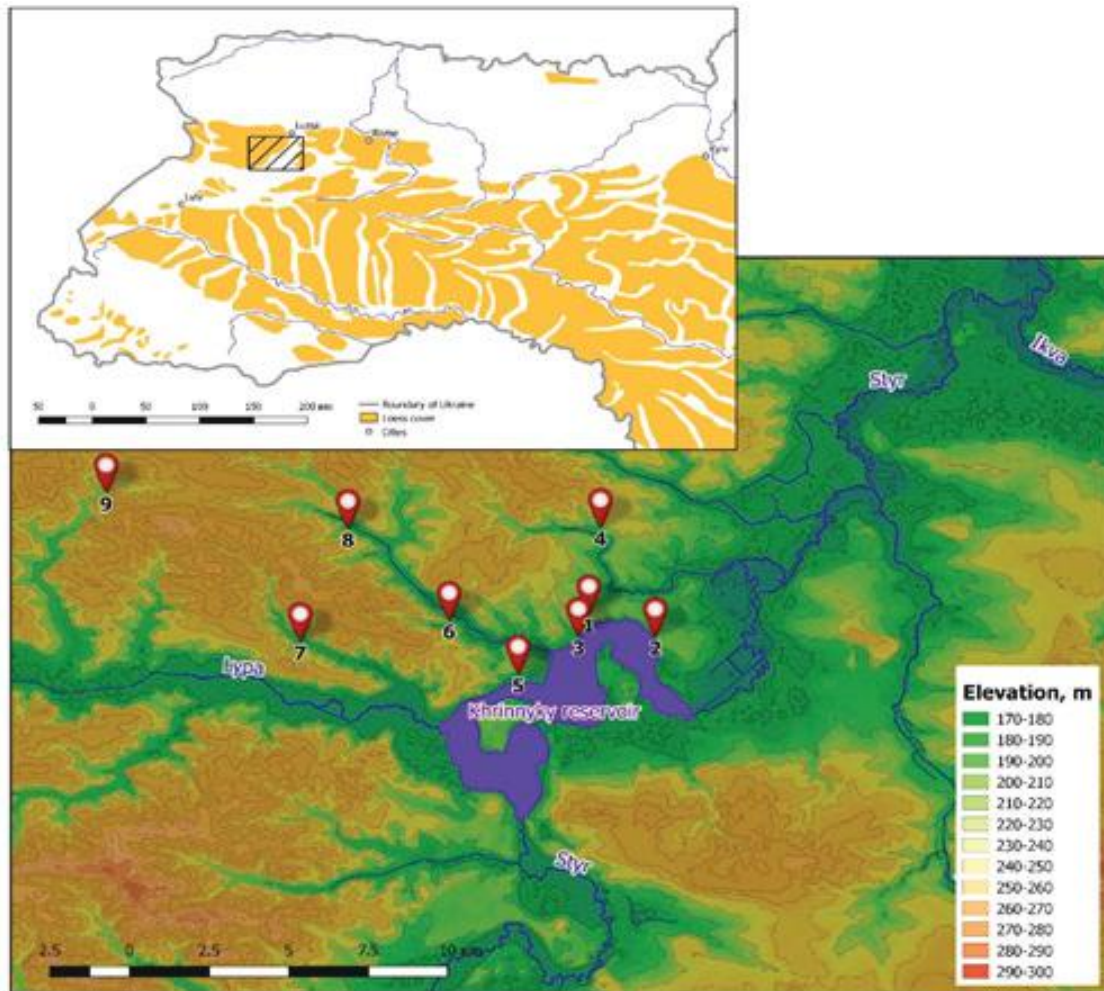 Lutsk
Rivne
Kyiv
Lviv
50 0 50 100 150 200 км
Boundary of Ukraine
Loess cover
Cities
Ikva
Styr
9
8
4
1
6
3
2
7
5
Lypa
Khrinnyky reservoir
Styr
2.5 0 2.5 5 7.5 10 км
Elevation, m
170-180
180-190
190-200
200-210
210-220
220-230
230-240
240-250
250-260
260-270
270-280
280-290
290-300